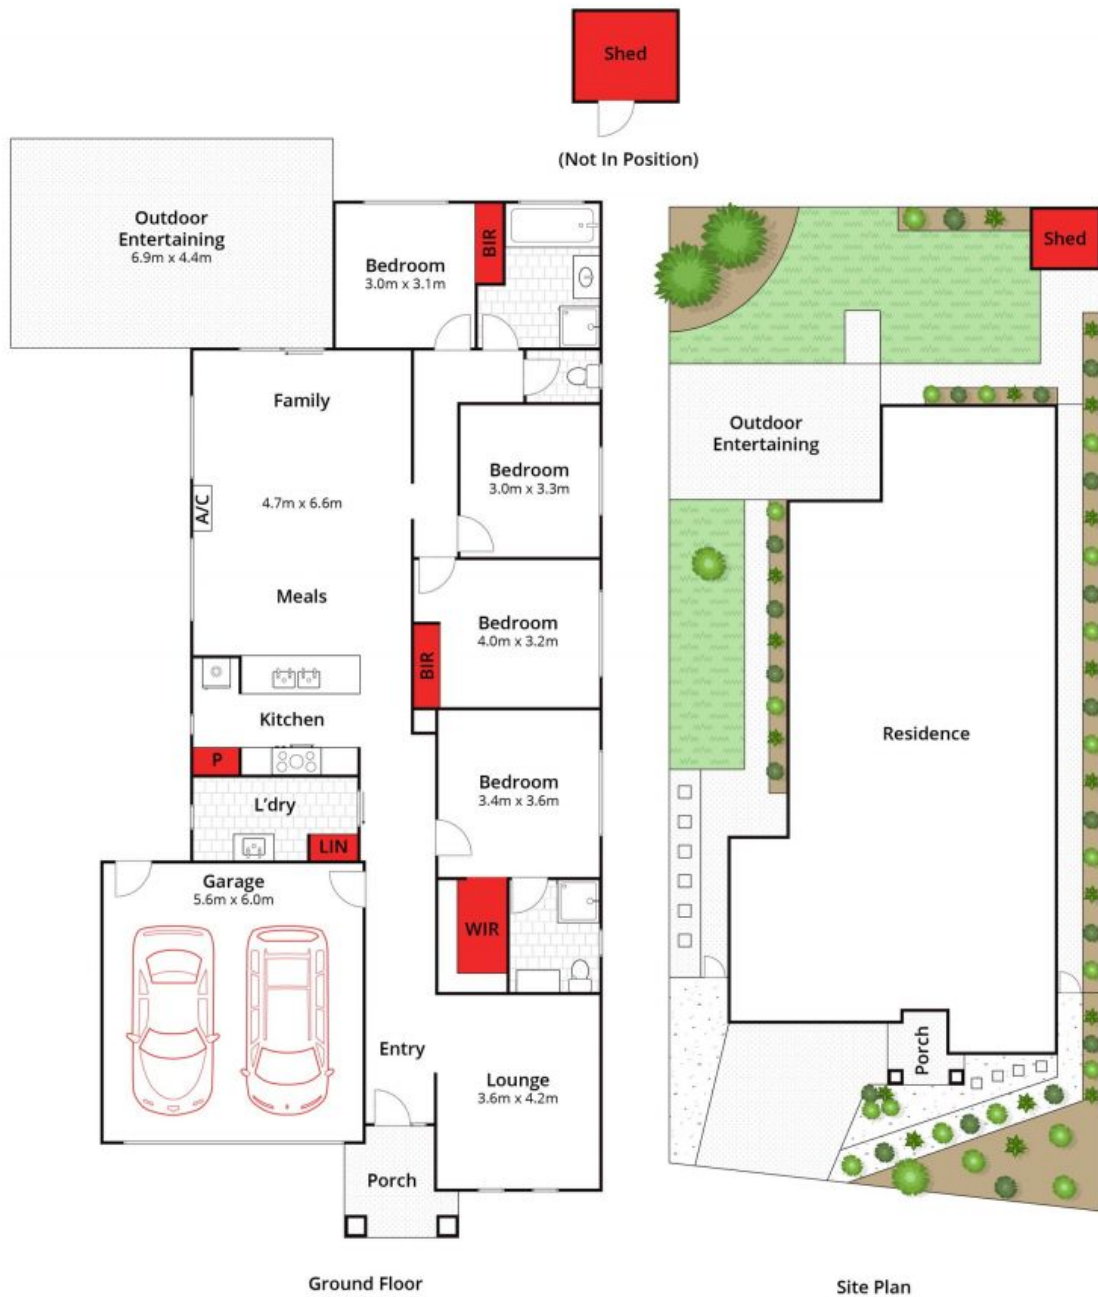 Shed
(Not In Position)
Outdoor
Entertaining
6.9m x 4.4m
Bedroom
3.0m x 3.1m
BIR
Family
4.7m x 6.6m
A/C
Meals
Bedroom
3.0m x 3.3m
Bedroom
4.0m x 3.2m
BIR
Kitchen
P
Bedroom
3.4m x 3.6m
L'dry
LIN
Garage
5.6m x 6.0m
WIR
Entry
Lounge
3.6m x 4.2m
Porch
Ground Floor
Shed
Outdoor
Entertaining
Residence
Porch
Site Plan